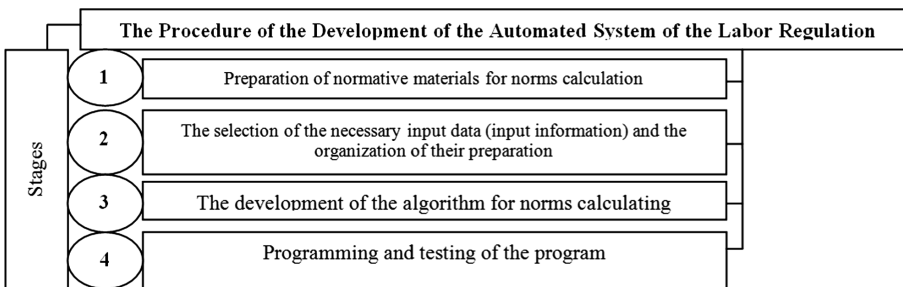 The Procedure of the Development of the Automated System of the Labor Regulation
Stages
1
Preparation of normative materials for norms calculation
2
The selection of the necessary input data (input information) and the
organization of their preparation
3
The development of the algorithm for norms calculating
4
Programming and testing of the program